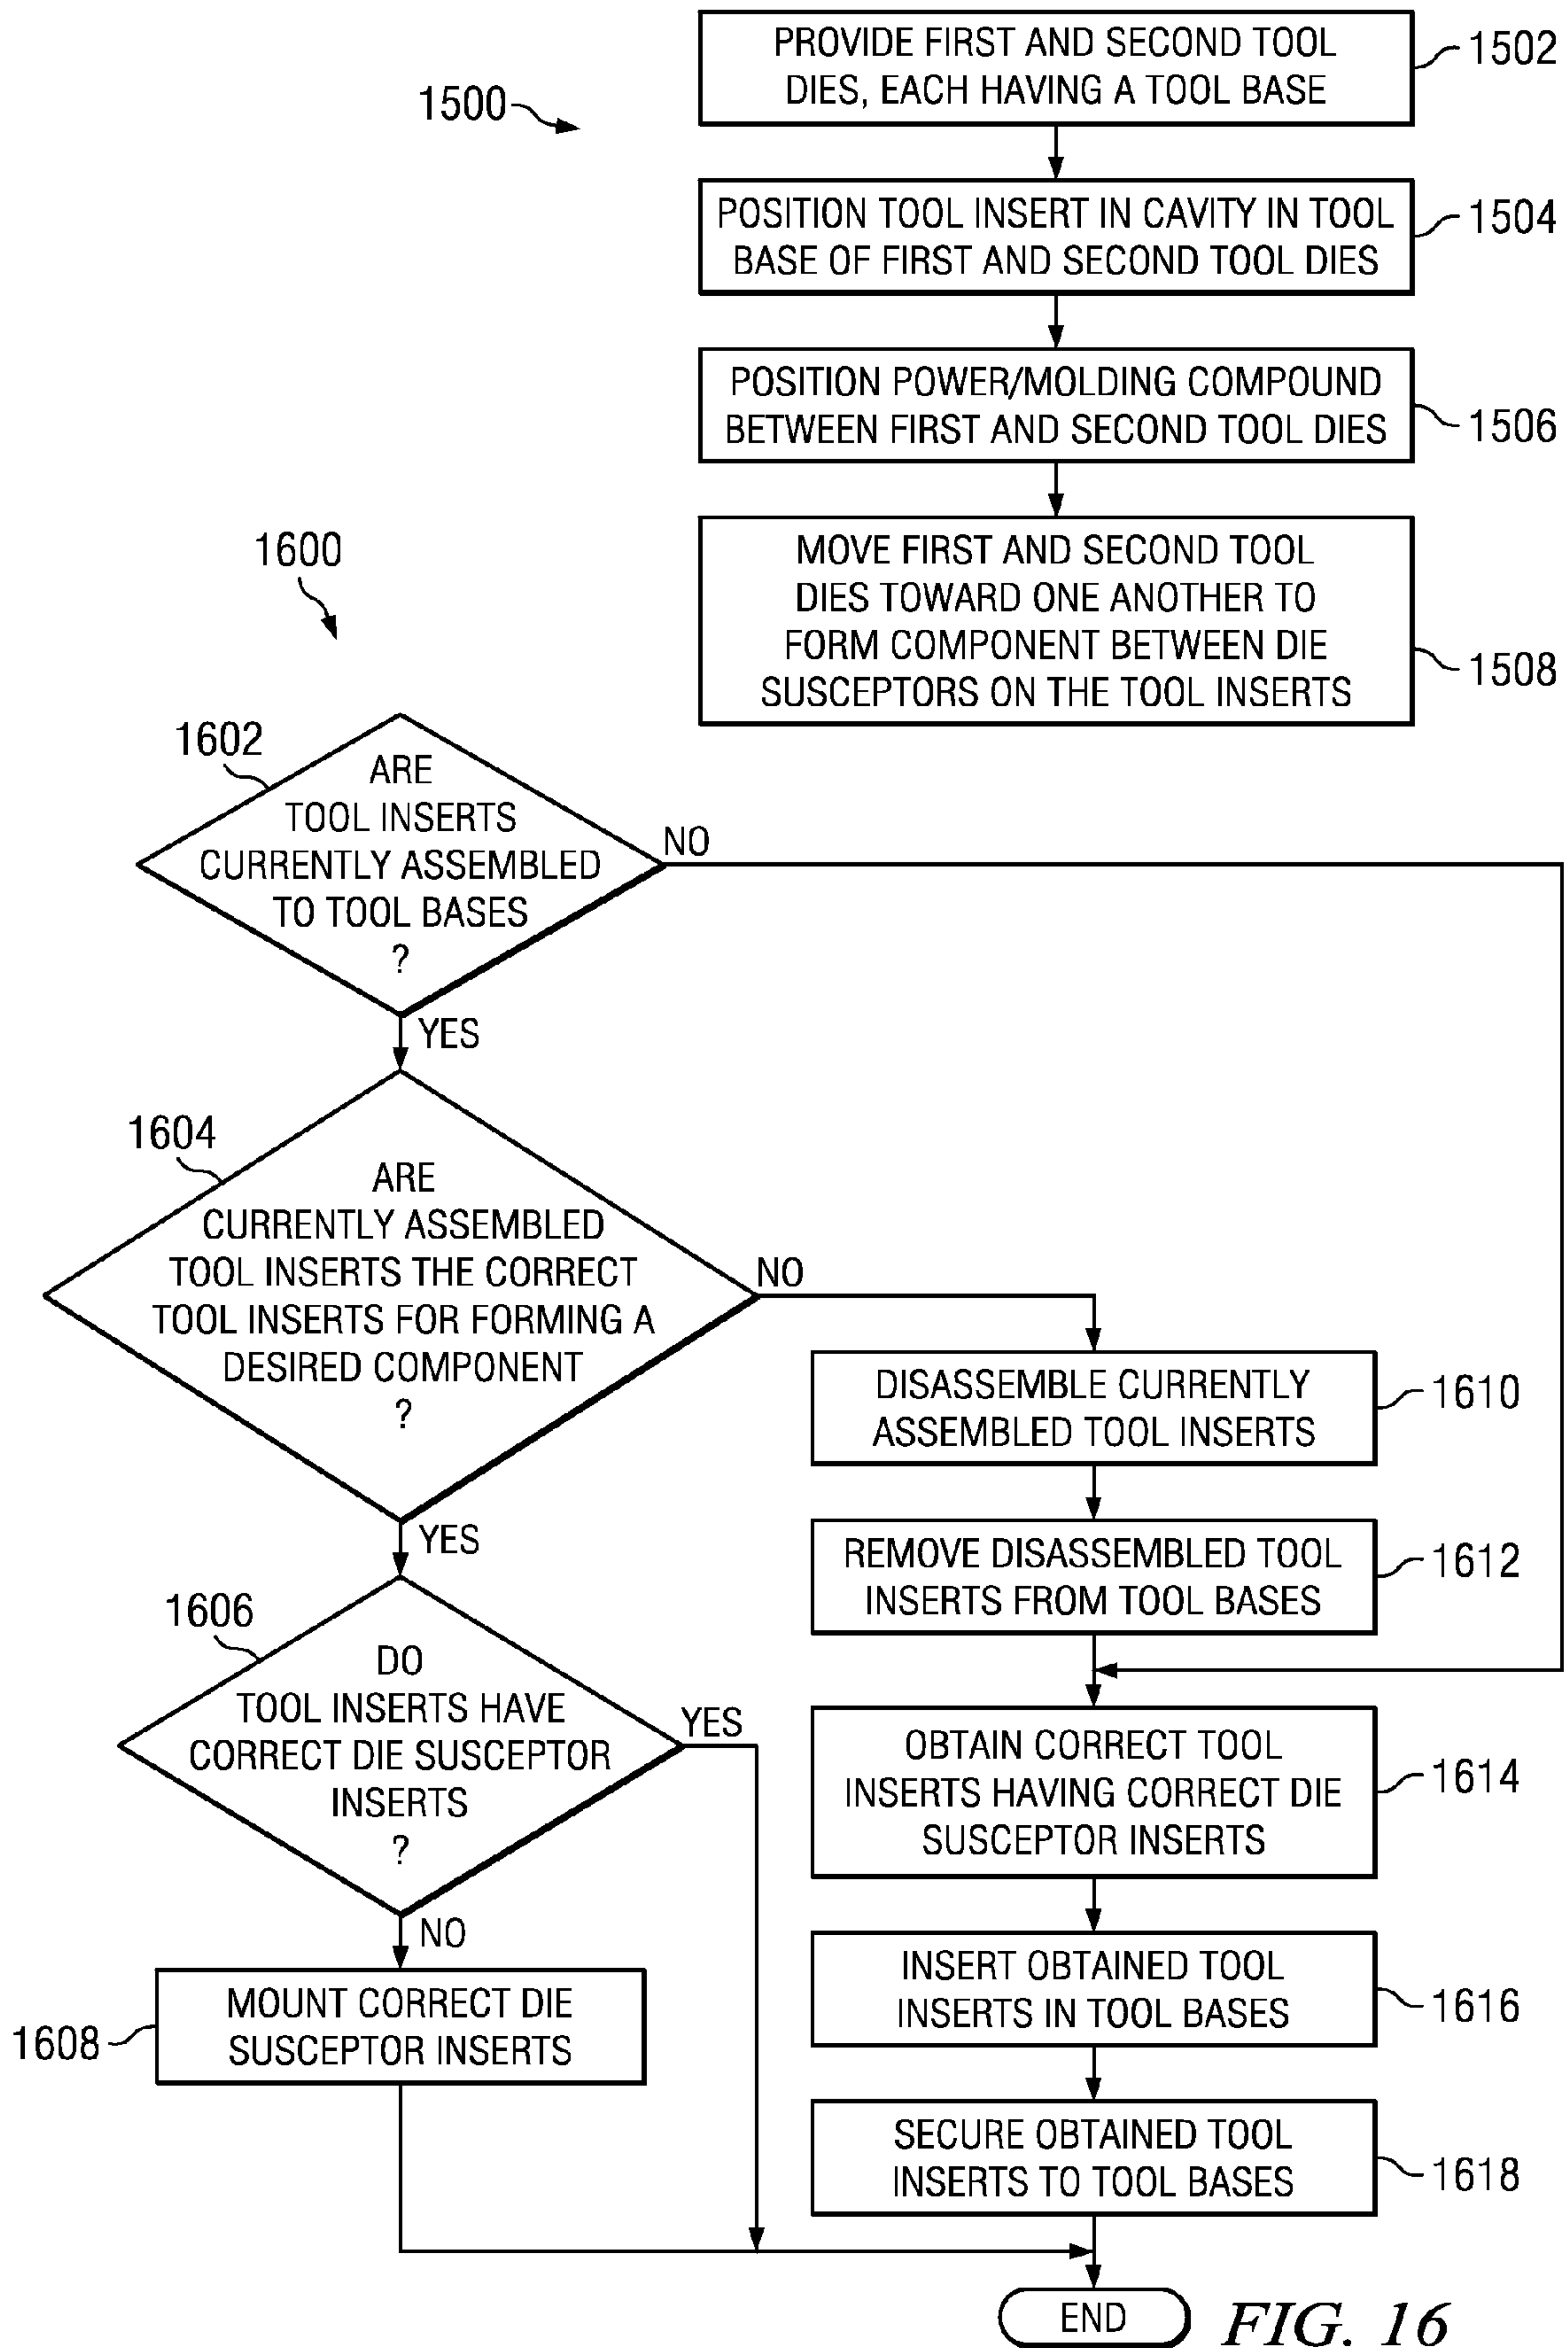 1500
PROVIDE FIRST AND SECOND TOOL
DIES, EACH HAVING A TOOL BASE
1502
POSITION TOOL INSERT IN CAVITY IN TOOL
BASE OF FIRST AND SECOND TOOL DIES
1504
POSITION POWER/MOLDING COMPOUND
BETWEEN FIRST AND SECOND TOOL DIES
1506
MOVE FIRST AND SECOND TOOL
DIES TOWARD ONE ANOTHER TO
FORM COMPONENT BETWEEN DIE
SUSCEPTORS ON THE TOOL INSERTS
1508
1600
1602
ARE
TOOL INSERTS
CURRENTLY ASSEMBLED
TO TOOL BASES
?
NO
YES
1604
ARE
CURRENTLY ASSEMBLED
TOOL INSERTS THE CORRECT
TOOL INSERTS FOR FORMING A
DESIRED COMPONENT
?
NO
YES
1606
DO
TOOL INSERTS HAVE
CORRECT DIE SUSCEPTOR
INSERTS
?
YES
NO
1608
MOUNT CORRECT DIE
SUSCEPTOR INSERTS
DISASSEMBLE CURRENTLY
ASSEMBLED TOOL INSERTS
1610
REMOVE DISASSEMBLED TOOL
INSERTS FROM TOOL BASES
1612
OBTAIN CORRECT TOOL
INSERTS HAVING CORRECT DIE
SUSCEPTOR INSERTS
1614
INSERT OBTAINED TOOL
INSERTS IN TOOL BASES
1616
SECURE OBTAINED TOOL
INSERTS TO TOOL BASES
1618
END
FIG. 16